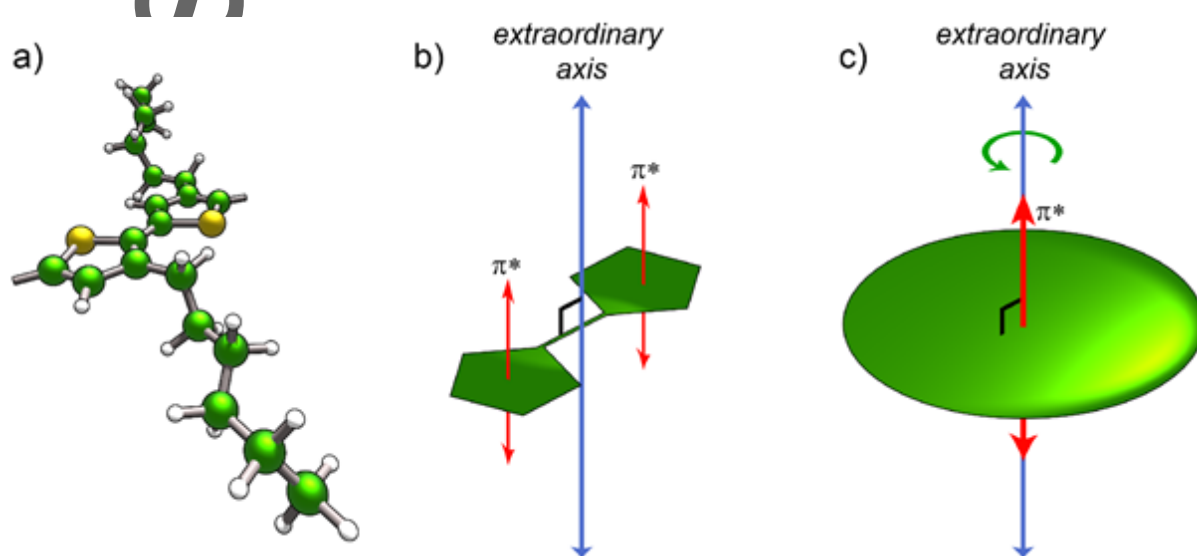 a)
b)
extraordinary
axis
π*
π*
c)
extraordinary
axis
π*